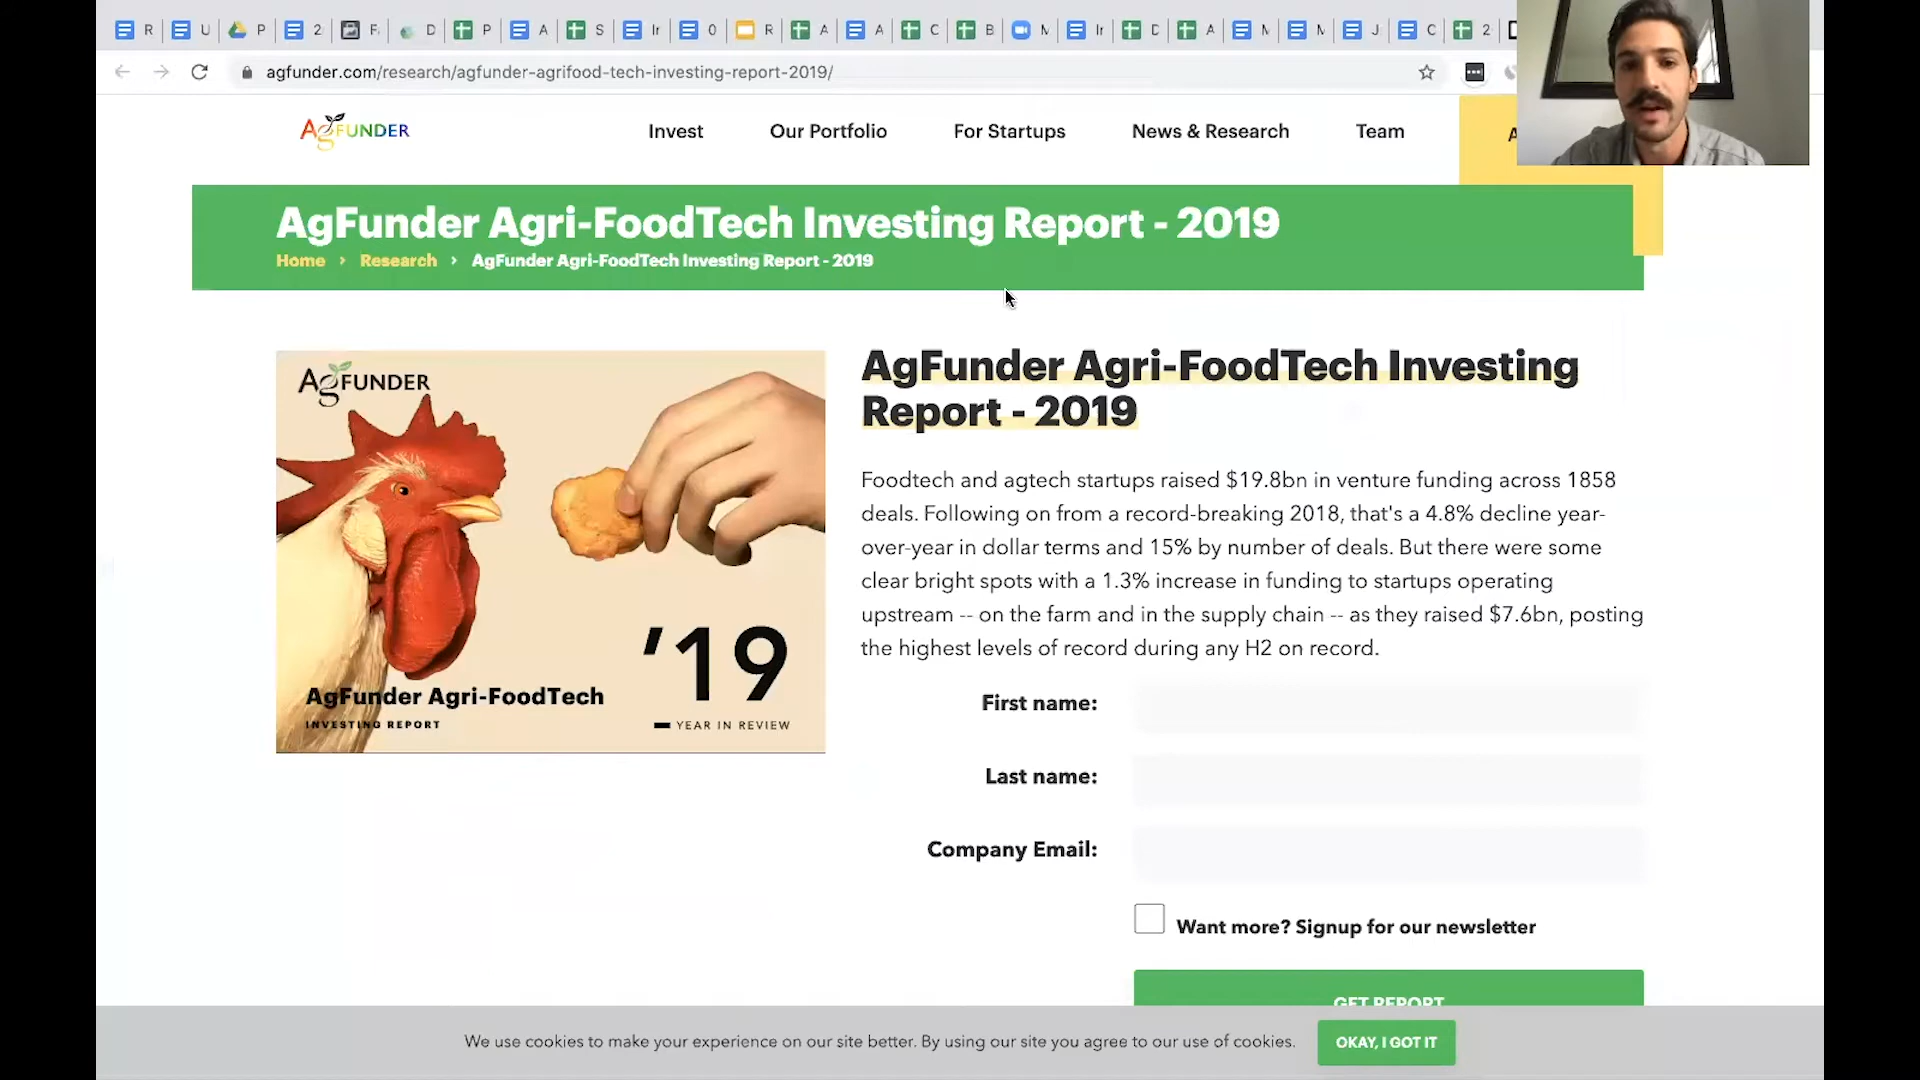 R U P 2 F D P A S Ir 0 R A A C B M Ir D A M M J C 2
agfunder.com/research/agfunder-agrifood-tech-investing-report-2019/
AgFUNDER
Invest
Our Portfolio
For Startups
News & Research
Team
AgFunder Agri-FoodTech Investing Report - 2019
Home › Research › AgFunder Agri-FoodTech Investing Report - 2019
AgFUNDER
'19
AgFunder Agri-FoodTech
INVESTING REPORT
YEAR IN REVIEW
AgFunder Agri-FoodTech Investing
Report - 2019
Foodtech and agtech startups raised $19.8bn in venture funding across 1858
deals. Following on from a record-breaking 2018, that's a 4.8% decline year-
over-year in dollar terms and 15% by number of deals. But there were some
clear bright spots with a 1.3% increase in funding to startups operating
upstream -- on the farm and in the supply chain -- as they raised $7.6bn, posting
the highest levels of record during any H2 on record.
First name:
Last name:
Company Email:
Want more? Signup for our newsletter
GET REPORT
We use cookies to make your experience on our site better. By using our site you agree to our use of cookies.
OKAY, I GOT IT